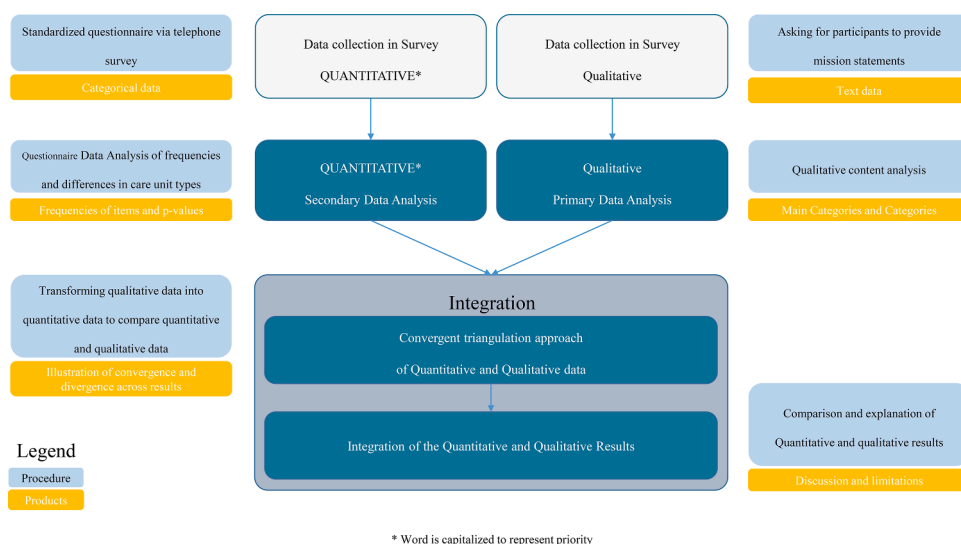 Standardized questionnaire via telephone
survey
Categorical data
Data collection in Survey
QUANTITATIVE*
Data collection in Survey
Qualitative
Asking for participants to provide
mission statements
Text data
Questionnaire Data Analysis of frequencies
and differences in care unit types
Frequencies of items and p-values
QUANTITATIVE*
Secondary Data Analysis
Qualitative
Primary Data Analysis
Qualitative content analysis
Main Categories and Categories
Transforming qualitative data into
quantitative data to compare quantitative
and qualitative data
Illustration of convergence and
divergence across results
Integration
Convergent triangulation approach
of Quantitative and Qualitative data
Integration of the Quantitative and Qualitative Results
Comparison and explanation of
Quantitative and qualitative results
Discussion and limitations
Legend
Procedure
Products
* Word is capitalized to represent priority